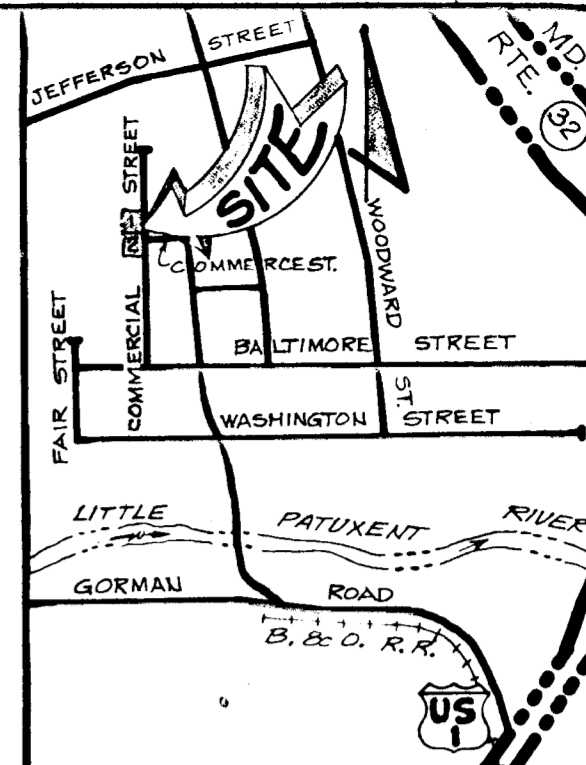 JEFFERSON STREET
MD.
RTE.
32
SITE
COMMERCIAL STREET
COMMERCE ST.
WOODWARD ST.
FAIR STREET
BALTIMORE STREET
WASHINGTON STREET
LITTLE PATUXENT RIVER
GORMAN ROAD
B. & O. R. R.
US
1